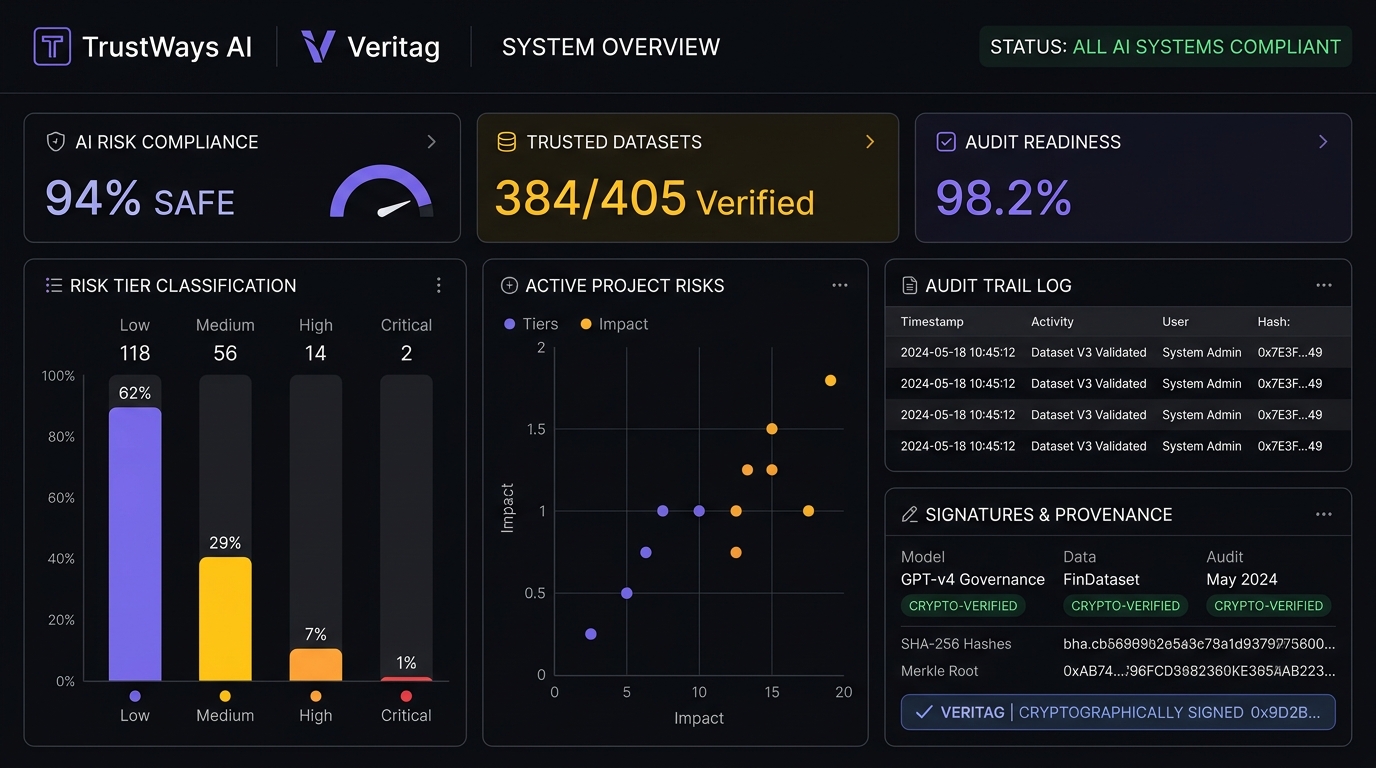 TrustWays AI
Veritag
SYSTEM OVERVIEW
STATUS: ALL AI SYSTEMS COMPLIANT
AI RISK COMPLIANCE
94% SAFE
TRUSTED DATASETS
384/405 Verified
AUDIT READINESS
98.2%
RISK TIER CLASSIFICATION
Low Medium High Critical
118 56 14 2
100%
80%
60%
40%
20%
0%
62%
29%
7%
1%
Low Medium High Critical
ACTIVE PROJECT RISKS
Tiers Impact
2
1.5
1
0.5
0
Impact
0 5 10 15 20
Impact
AUDIT TRAIL LOG
Timestamp Activity User Hash:
2024-05-18 10:45:12 Dataset V3 Validated System Admin 0x7E3F...49
2024-05-18 10:45:12 Dataset V3 Validated System Admin 0x7E3F...49
2024-05-18 10:45:12 Dataset V3 Validated System Admin 0x7E3F...49
2024-05-18 10:45:12 Dataset V3 Validated System Admin 0x7E3F...49
SIGNATURES & PROVENANCE
Model Data Audit
GPT-v4 Governance FinDataset May 2024
CRYPTO-VERIFIED CRYPTO-VERIFIED CRYPTO-VERIFIED
SHA-256 Hashes
Merkle Root
VERITAG | CRYPTOGRAPHICALLY SIGNED 0x9D2B...